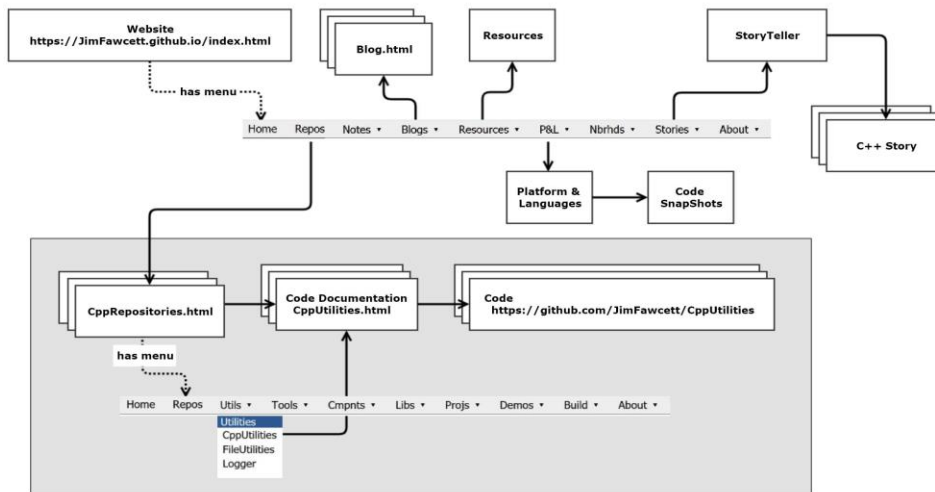 Website
https://JimFawcett.github.io/index.html
Blog.html
Resources
StoryTeller
has menu
Home Repos Notes ▾ Blogs ▾ Resources ▾ P&L ▾ Nbrhds ▾ Stories ▾ About ▾
C++ Story
Platform &
Languages
Code
SnapShots
CppRepositories.html
Code Documentation
CppUtilities.html
Code
https://github.com/JimFawcett/CppUtilities
has menu
Home Repos Utils ▾ Tools ▾ Cmpnts ▾ Libs ▾ Projs ▾ Demos ▾ Build ▾ About ▾
Utilities
CppUtilities
FileUtilities
Logger